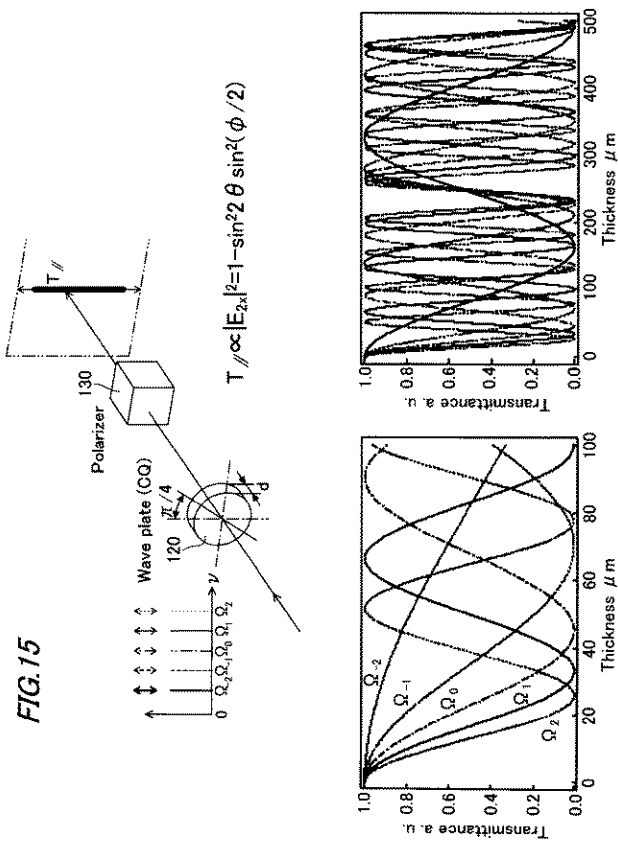 FIG.15
0
Ω₋₂ Ω₋₁ Ω₀ Ω₁ Ω₂
ν
Wave plate (CQ)
π/4
120
d
Polarizer
130
T∥
T∥ ∝ |E₂ₓ|²=1-sin²2θ sin²(φ/2)
Transmittance a. u.
1.0
0.8
0.6
0.4
0.2
0.0
Ω₋₂
Ω₋₁
Ω₀
Ω₁
Ω₂
0 20 40 60 80 100
Thickness μm
Transmittance a. u.
1.0
0.8
0.6
0.4
0.2
0.0
0 100 200 300 400 500
Thickness μm